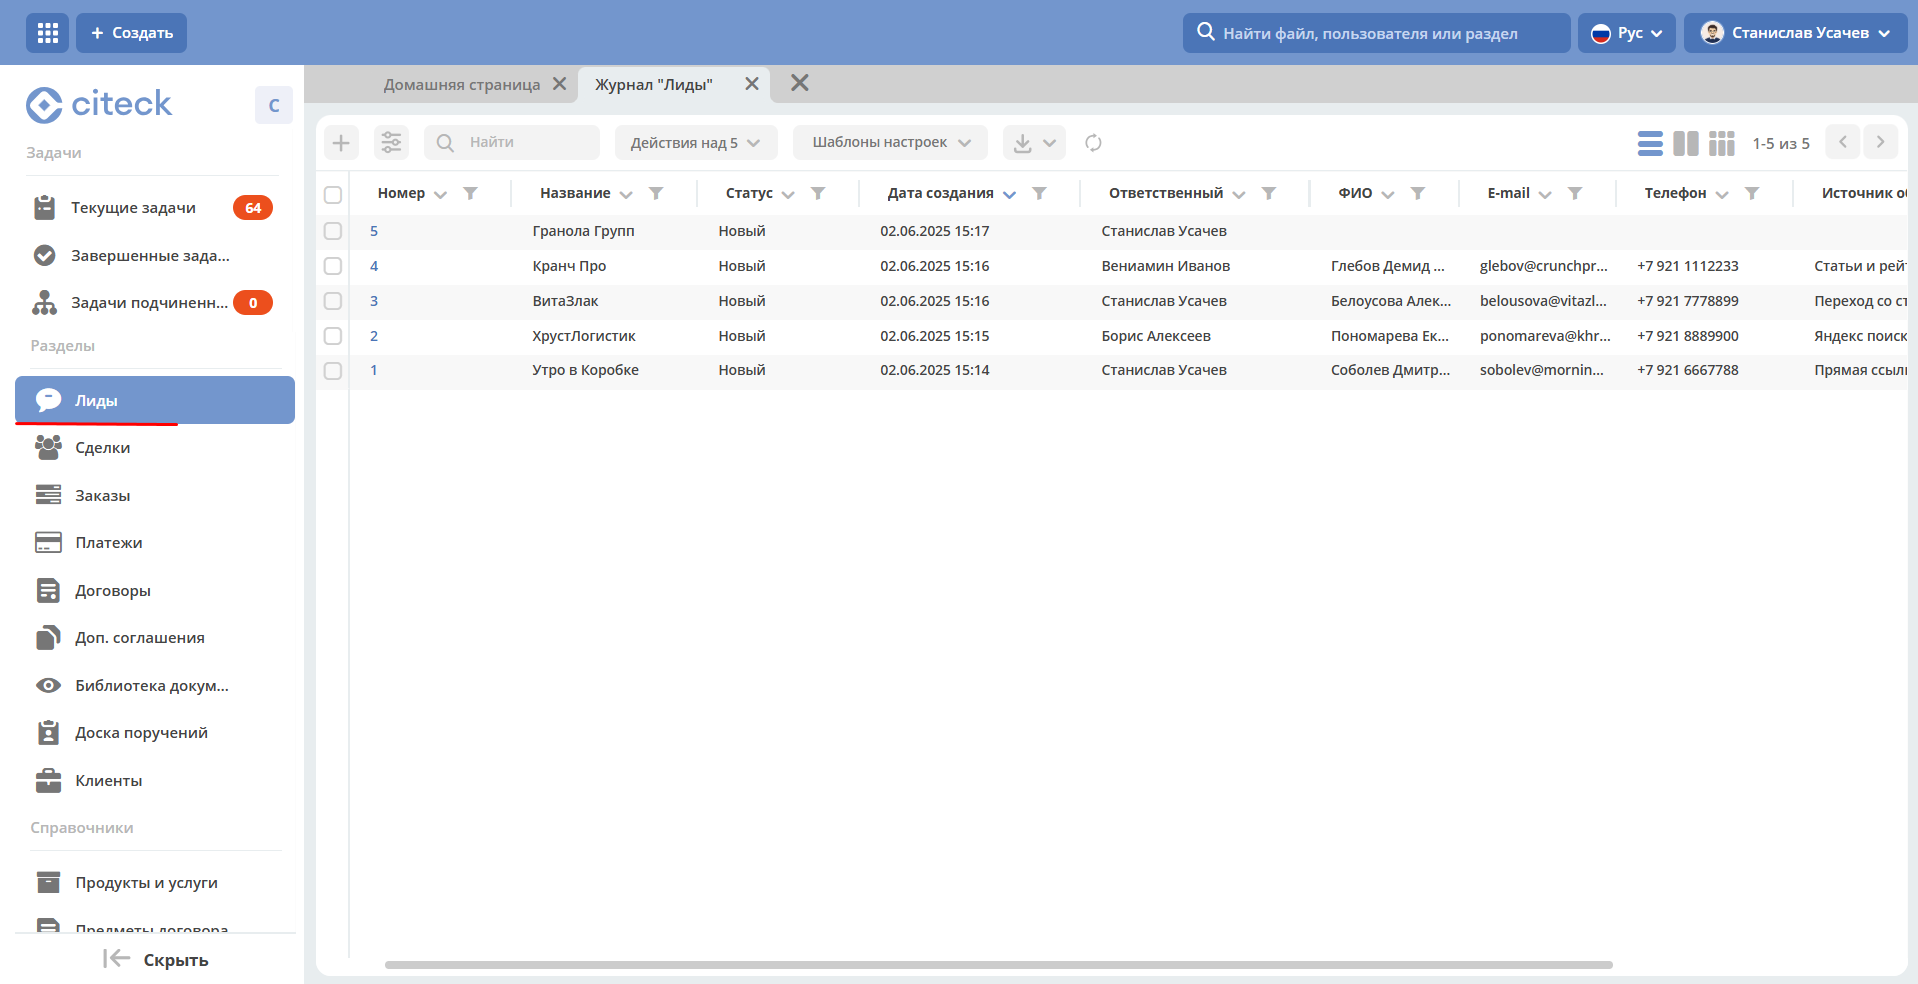 + Создать
Найти файл, пользователя или раздел
Рус
Станислав Усачев
citeck
C
Домашняя страница
Журнал "Лиды"
Задачи
Текущие задачи 64
Завершенные зада...
Задачи подчиненн... 0
Разделы
Лиды
Сделки
Заказы
Платежи
Договоры
Доп. соглашения
Библиотека докум...
Доска поручений
Клиенты
Справочники
Продукты и услуги
Предметы договора
Скрыть
Найти
Действия над 5
Шаблоны настроек
1-5 из 5
Номер Название Статус Дата создания Ответственный ФИО E-mail Телефон Источник об
5 Гранола Групп Новый 02.06.2025 15:17 Станислав Усачев
4 Кранч Про Новый 02.06.2025 15:16 Вениамин Иванов Глебов Демид ... glebov@crunchpr... +7 921 1112233 Статьи и рей
3 ВитаЗлак Новый 02.06.2025 15:16 Станислав Усачев Белоусова Алек... belousova@vitazl... +7 921 7778899 Переход со ст
2 ХрустЛогистик Новый 02.06.2025 15:15 Борис Алексеев Пономарева Ек... ponomareva@khr... +7 921 8889900 Яндекс поиск
1 Утро в Коробке Новый 02.06.2025 15:14 Станислав Усачев Соболев Дмитр... sobolev@mornin... +7 921 6667788 Прямая ссыл